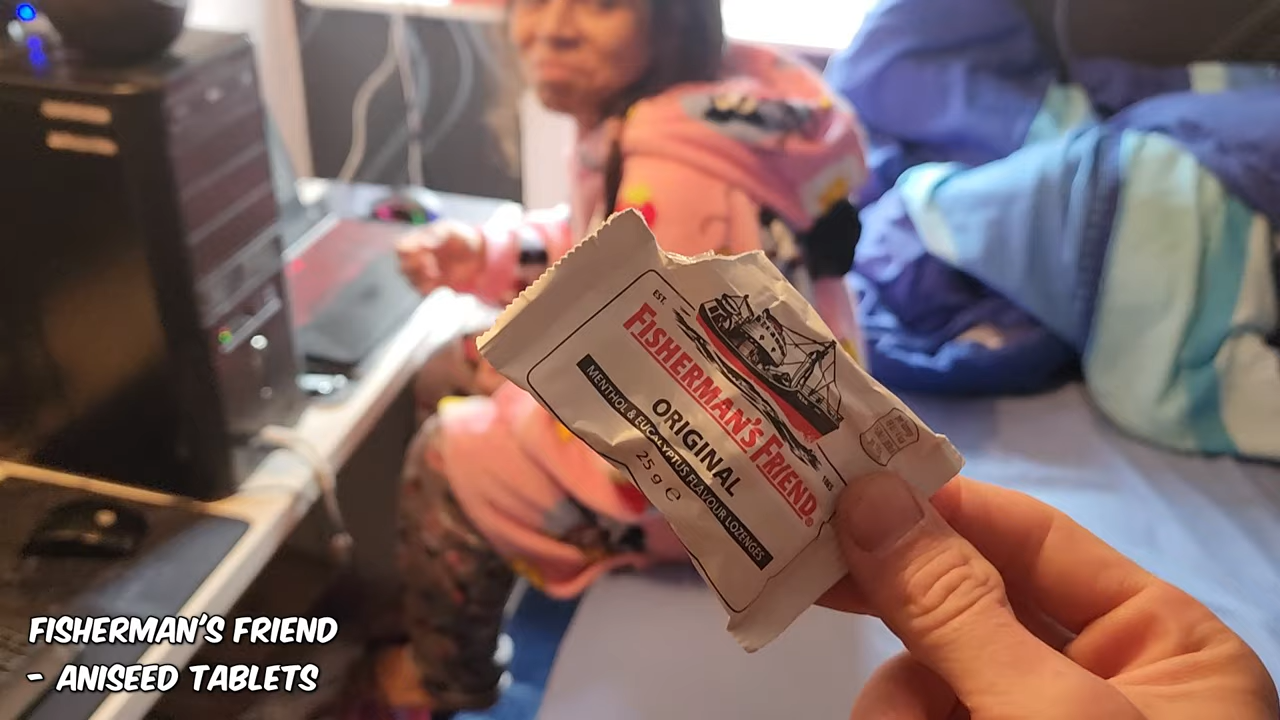 EST.
FISHERMAN'S FRIEND®
1865
ORIGINAL
MENTHOL & EUCALYPTUS FLAVOUR LOZENGES
25 g ℮
FISHERMAN'S FRIEND
- ANISEED TABLETS